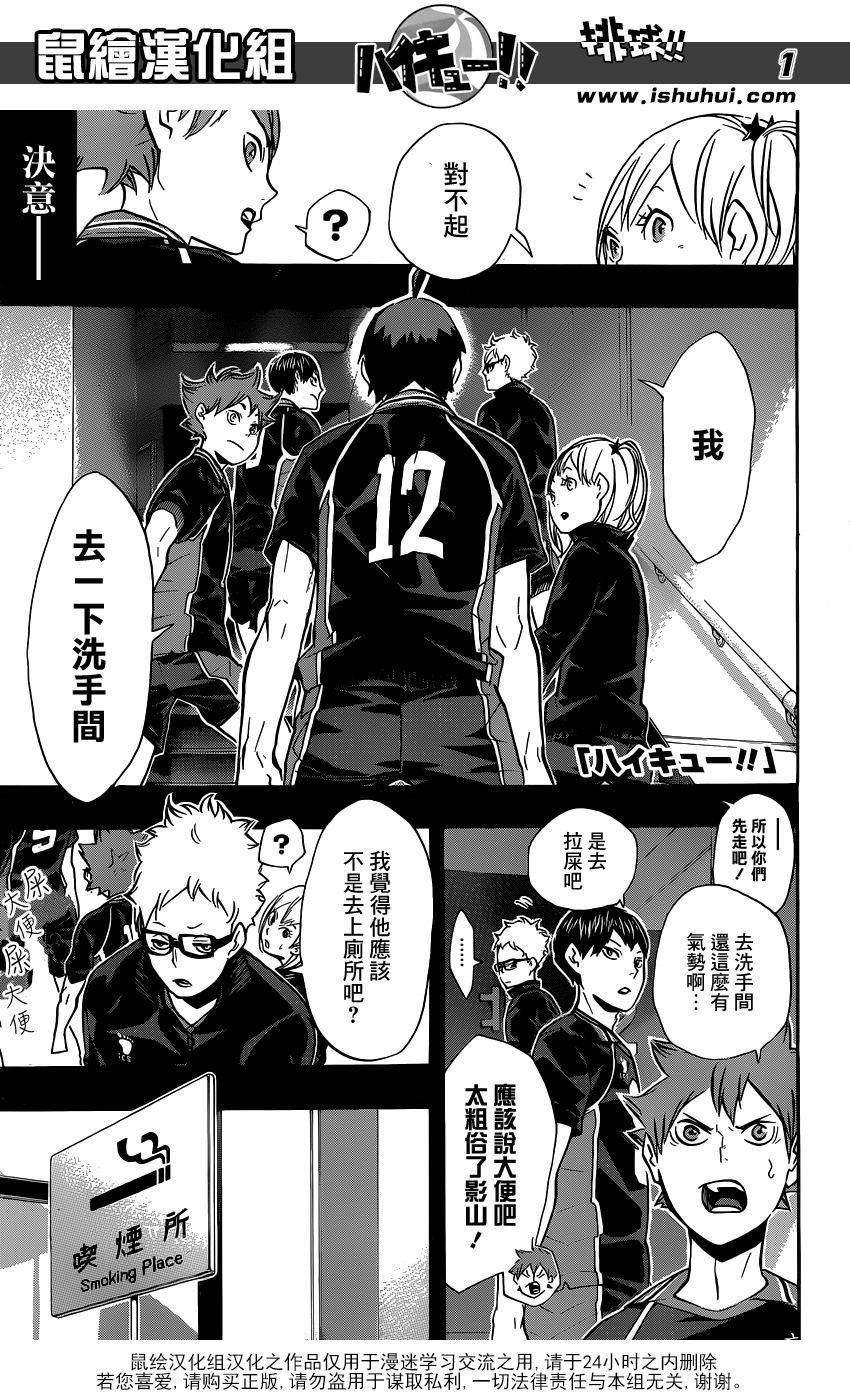 鼠繪漢化組
ハイキュー!!
排球!!
1
www.ishuhui.com
決意──
對不起
?
我
去一下洗手間
「ハイキュー!!」
──所以你們
先走吧!
去洗手間
還這麼有
氣勢啊…
是去
拉屎吧
………
應該說大便吧
太粗俗了影山!
我覺得他應該
不是去上廁所吧?
?
屎
大便
屎
大便
喫煙所
Smoking Place
鼠绘汉化组汉化之作品仅用于漫迷学习交流之用, 请于24小时之内删除
若您喜爱, 请购买正版, 请勿盗用于谋取私利, 一切法律责任与本组无关, 谢谢。
12